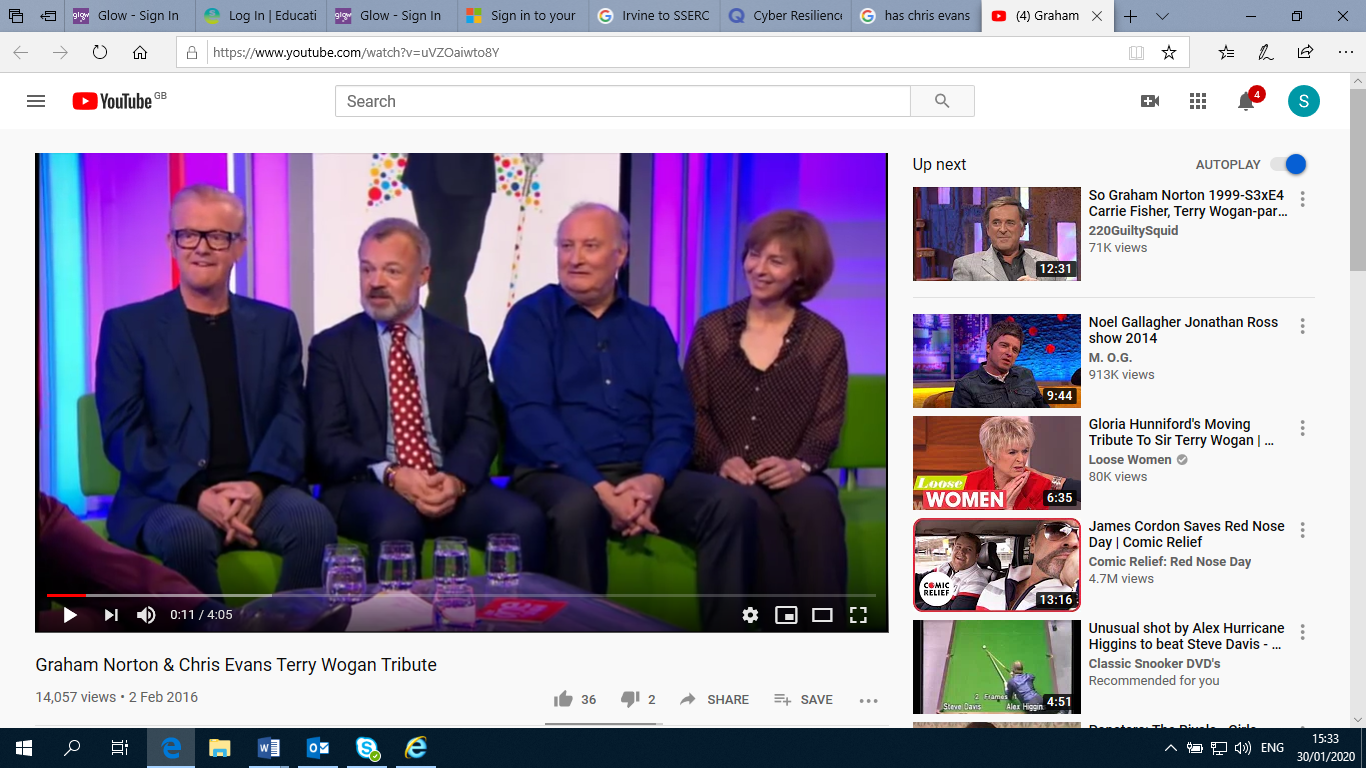 Glow - Sign In
Log In | Educati
Glow - Sign In
Sign in to your
Irvine to SSERC
Cyber Resilienc
has chris evans
(4) Graham
https://www.youtube.com/watch?v=uVZOaiwto8Y
YouTube GB
Search
4
S
Up next
AUTOPLAY
So Graham Norton 1999-S3xE4
Carrie Fisher, Terry Wogan-par...
220GuiltySquid
71K views
12:31
Noel Gallagher Jonathan Ross
show 2014
M. O.G.
913K views
9:44
Gloria Hunniford's Moving
Tribute To Sir Terry Wogan | ...
Loose Women
80K views
Loose
WOMEN
6:35
James Cordon Saves Red Nose
Day | Comic Relief
Comic Relief: Red Nose Day
4.7M views
COMIC
RELIEF
13:16
Unusual shot by Alex Hurricane
Higgins to beat Steve Davis - ...
Classic Snooker DVD's
Recommended for you
2 Frames
Steve Davis Alex Higgin
4:51
0:11 / 4:05
Graham Norton & Chris Evans Terry Wogan Tribute
14,057 views • 2 Feb 2016
36
2
SHARE
SAVE
ENG
15:33
30/01/2020